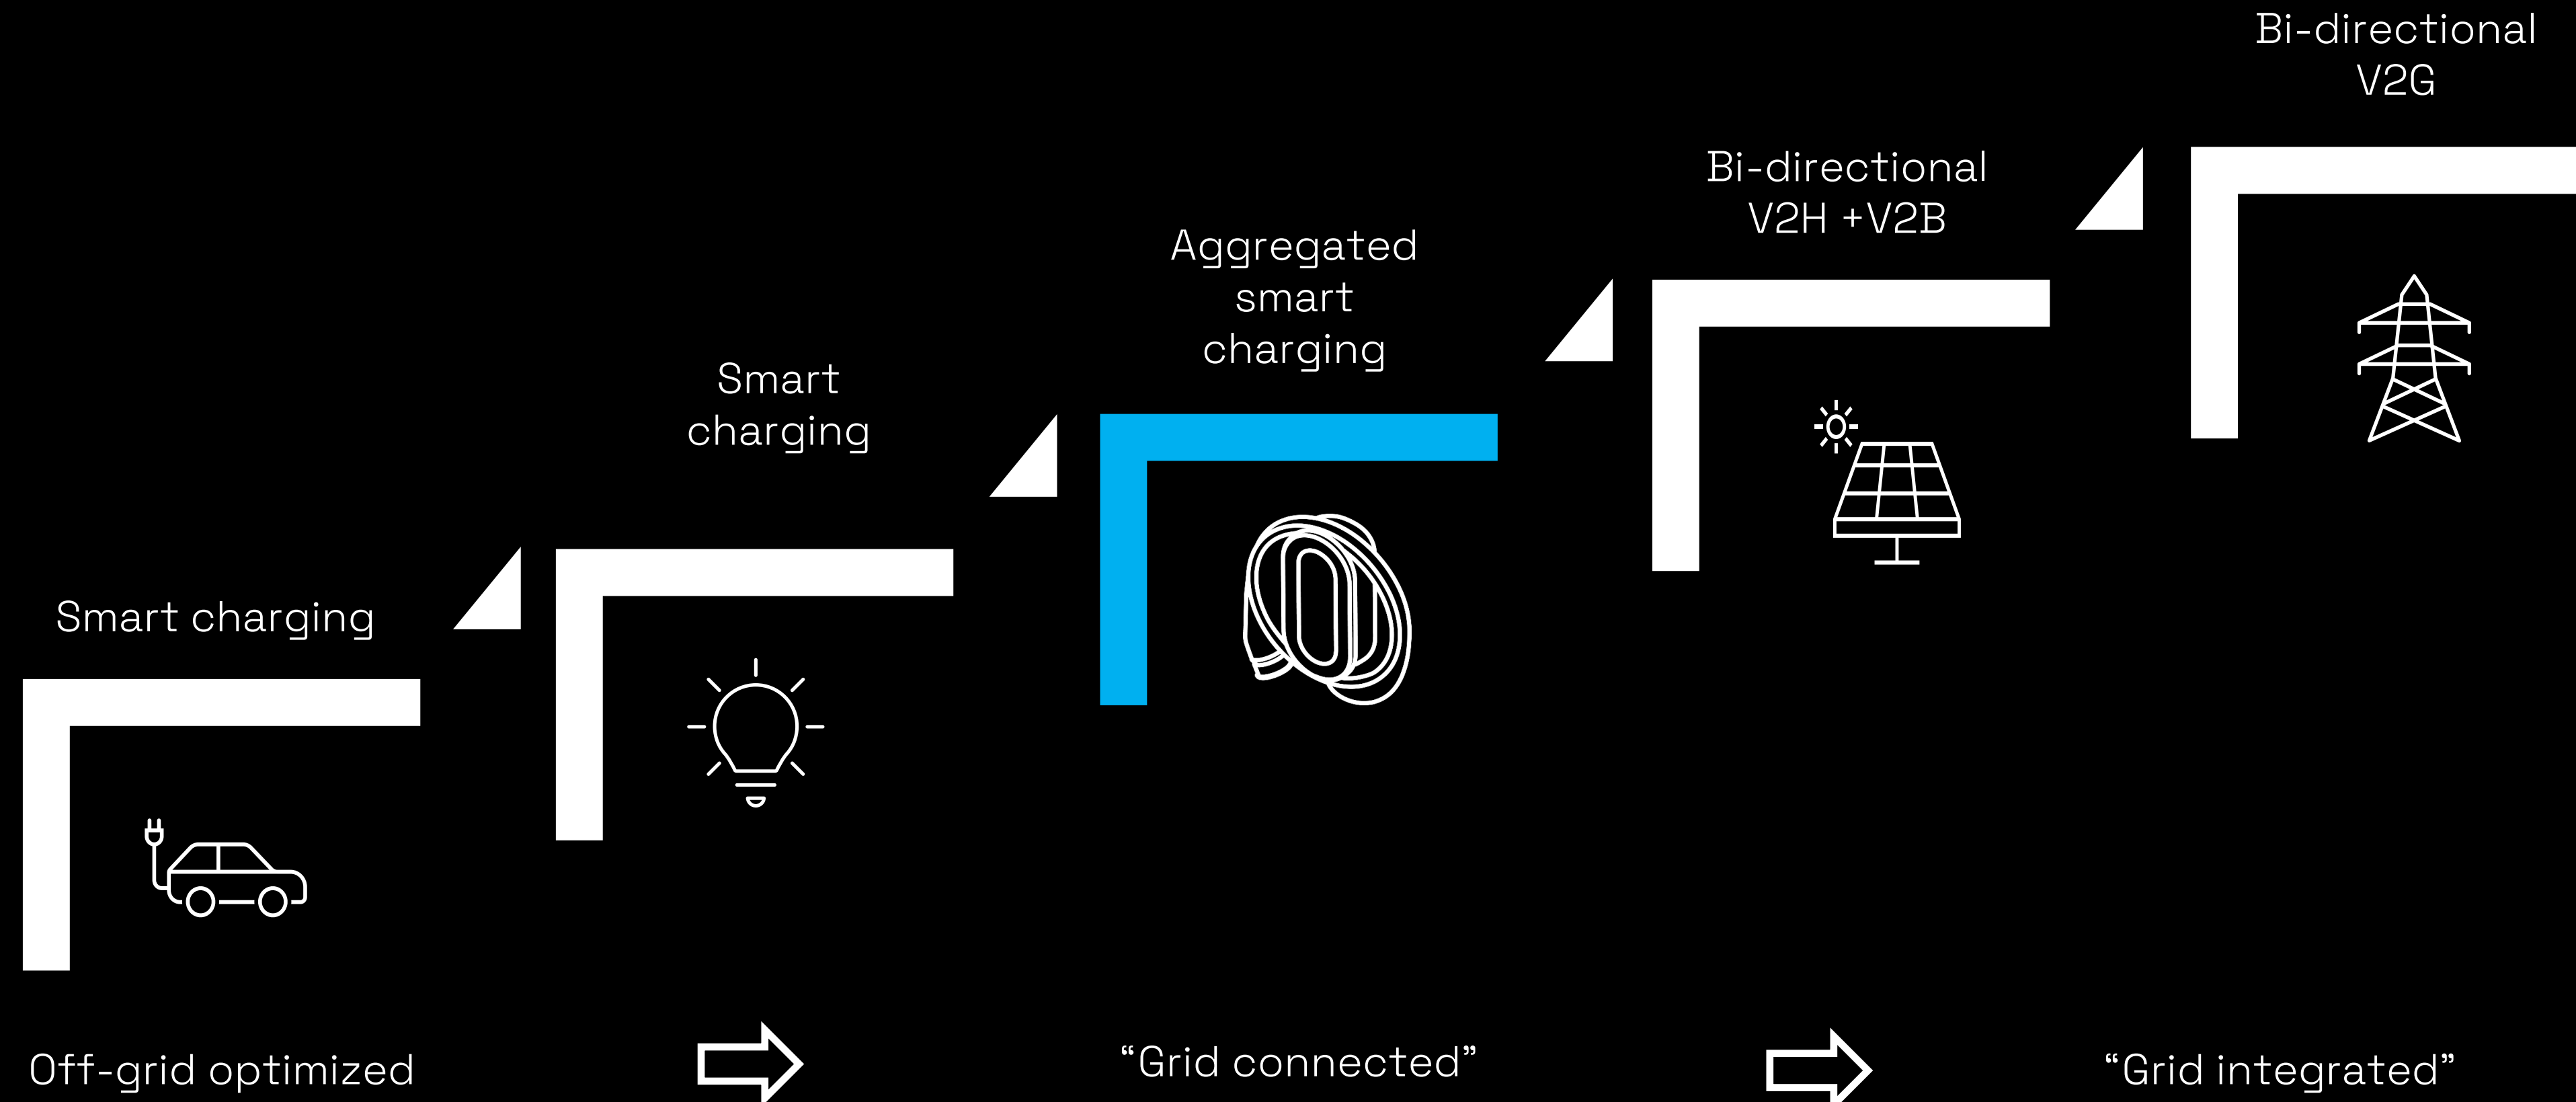 Smart charging
Smart
charging
Aggregated
smart
charging
Bi-directional
V2H +V2B
Bi-directional
V2G
Off-grid optimized
“Grid connected”
“Grid integrated”